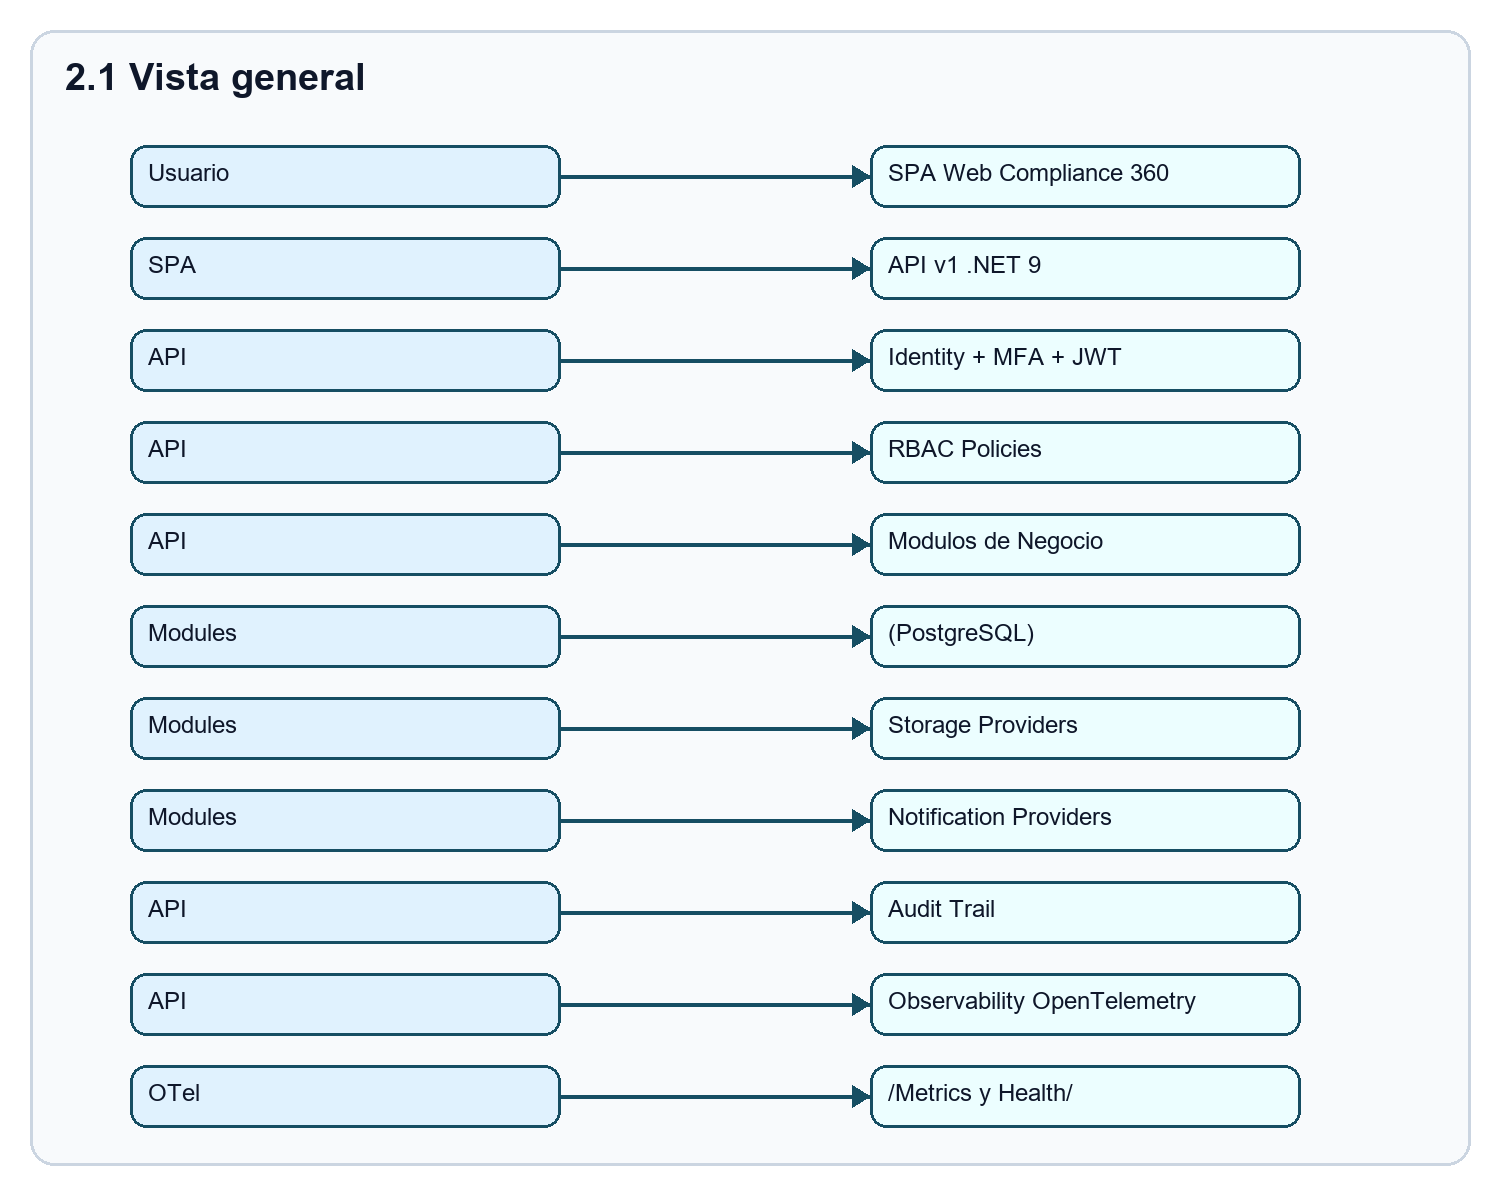 2.1 Vista general
Usuario
SPA Web Compliance 360
SPA
API v1 .NET 9
API
Identity + MFA + JWT
API
RBAC Policies
API
Modulos de Negocio
Modules
(PostgreSQL)
Modules
Storage Providers
Modules
Notification Providers
API
Audit Trail
API
Observability OpenTelemetry
OTel
/Metrics y Health/